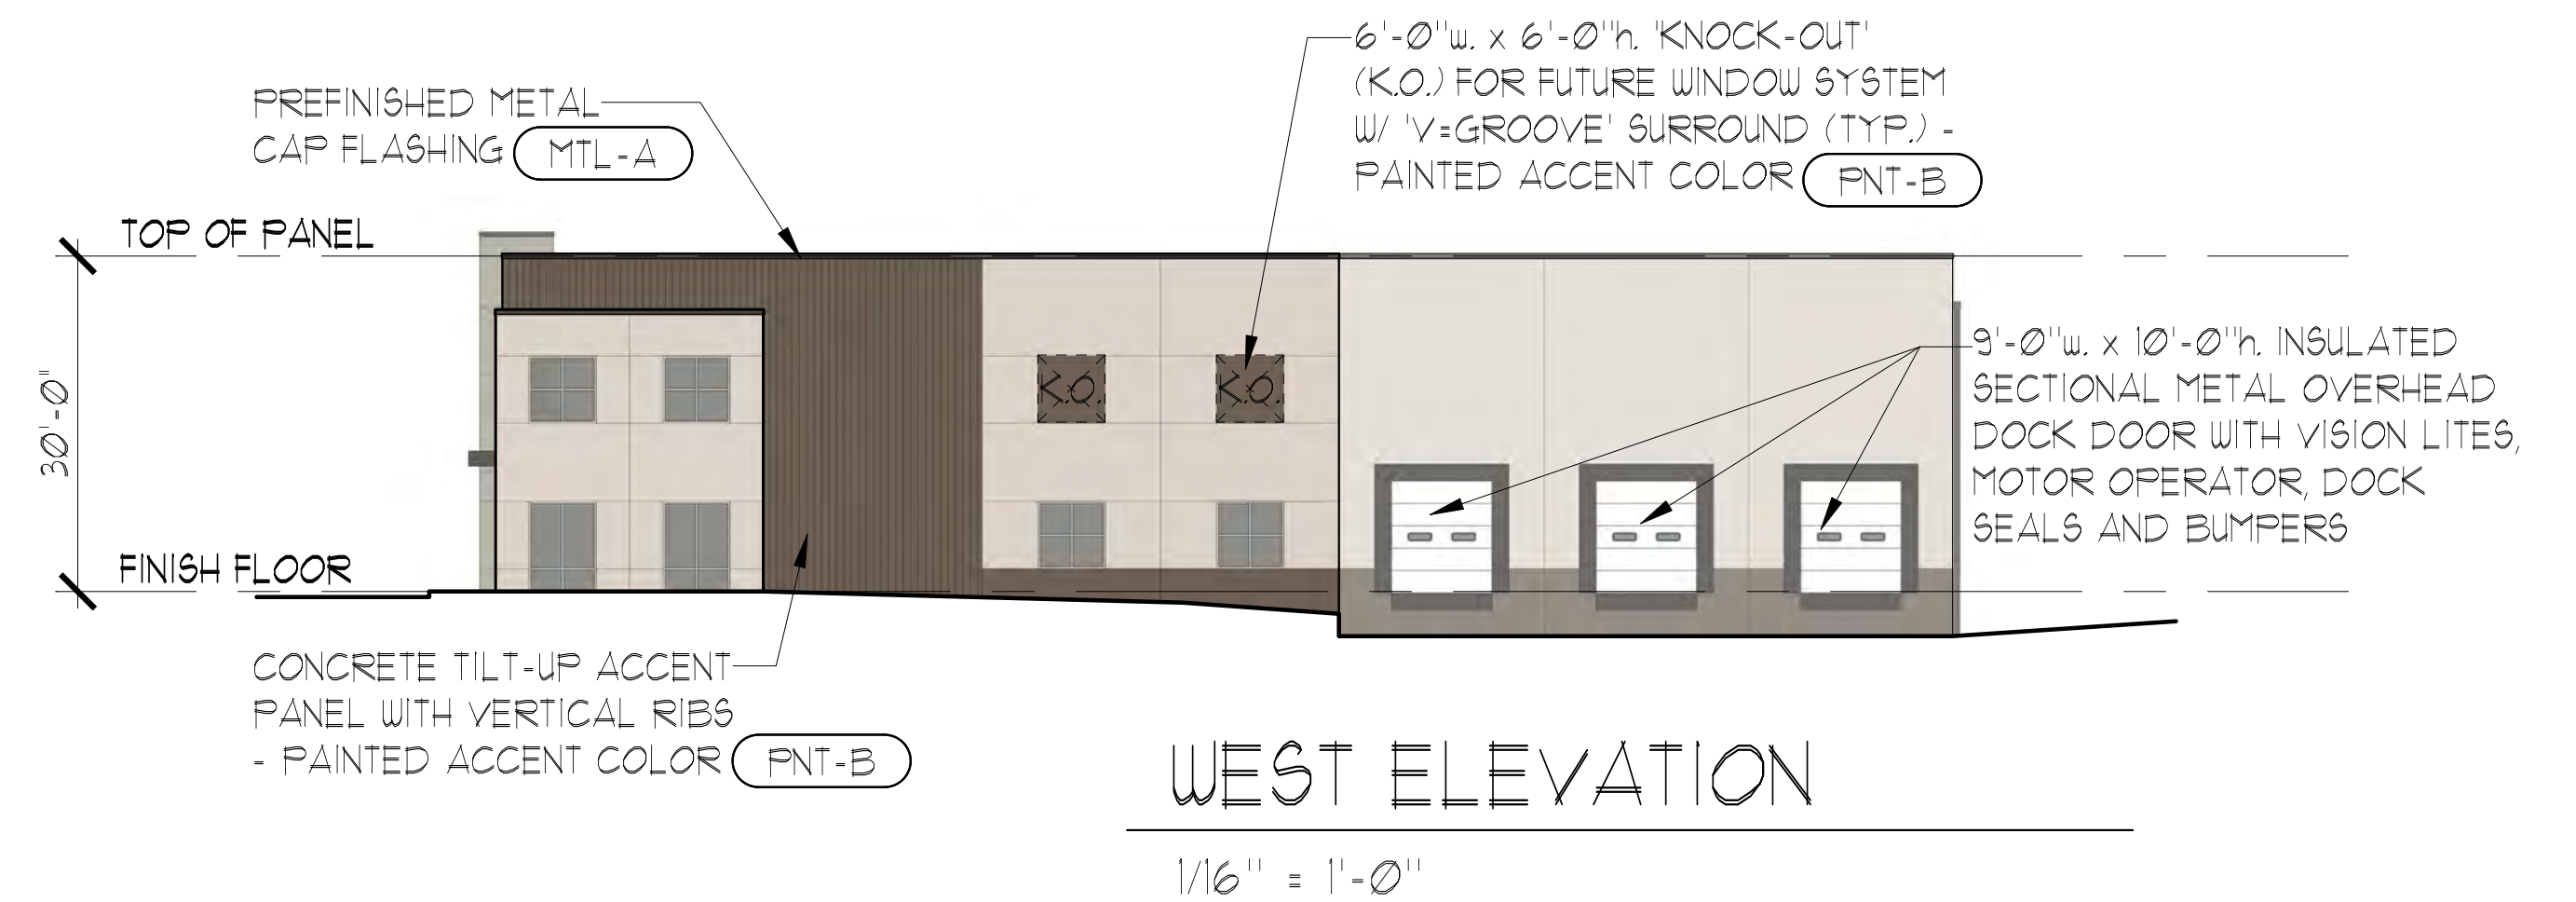 6'-0"w. x 6'-0"h. 'KNOCK-OUT'
(K.O.) FOR FUTURE WINDOW SYSTEM
W/ 'V=GROOVE' SURROUND (TYP.) -
PAINTED ACCENT COLOR PNT-B
PREFINISHED METAL
CAP FLASHING MTL-A
TOP OF PANEL
30'-0"
FINISH FLOOR
K.O. K.O.
9'-0"w. x 10'-0"h. INSULATED
SECTIONAL METAL OVERHEAD
DOCK DOOR WITH VISION LITES,
MOTOR OPERATOR, DOCK
SEALS AND BUMPERS
CONCRETE TILT-UP ACCENT
PANEL WITH VERTICAL RIBS
- PAINTED ACCENT COLOR PNT-B
WEST ELEVATION
1/16" = 1'-0"